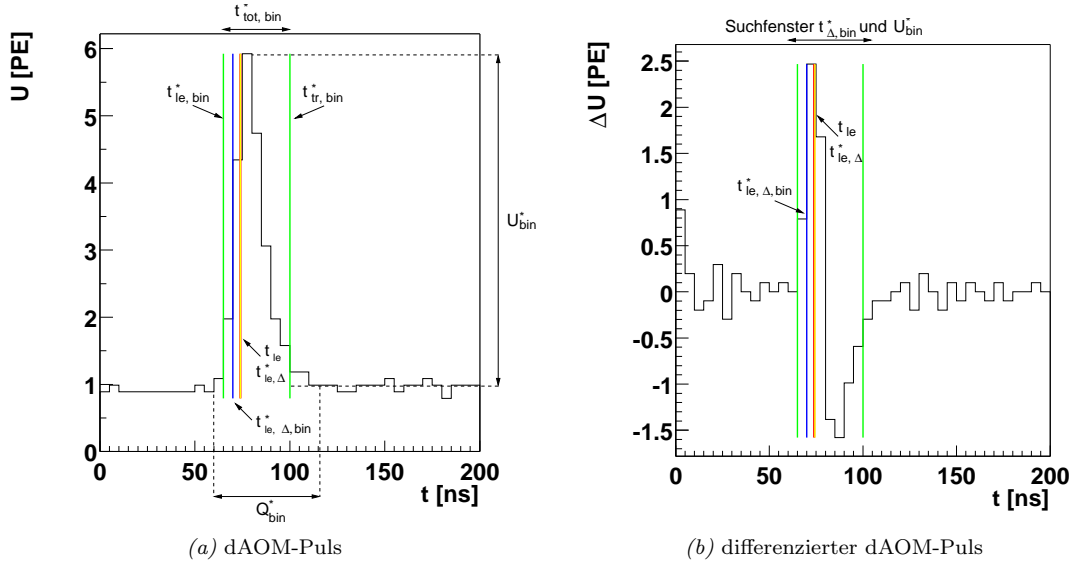 t*tot, bin
U [PE]
6
5
4
3
2
1
0
t*le, bin
t*tr, bin
U*bin
t le
t*le, Δ
t*le, Δ,bin
0 50 100 150 200
t [ns]
Q*bin
(a) dAOM-Puls
Suchfenster t*Δ,bin und U*bin
ΔU [PE]
2.5
2
1.5
1
0.5
0
-0.5
-1
-1.5
t le
t*le, Δ
t*le, Δ,bin
0 50 100 150 200
t [ns]
(b) differenzierter dAOM-Puls